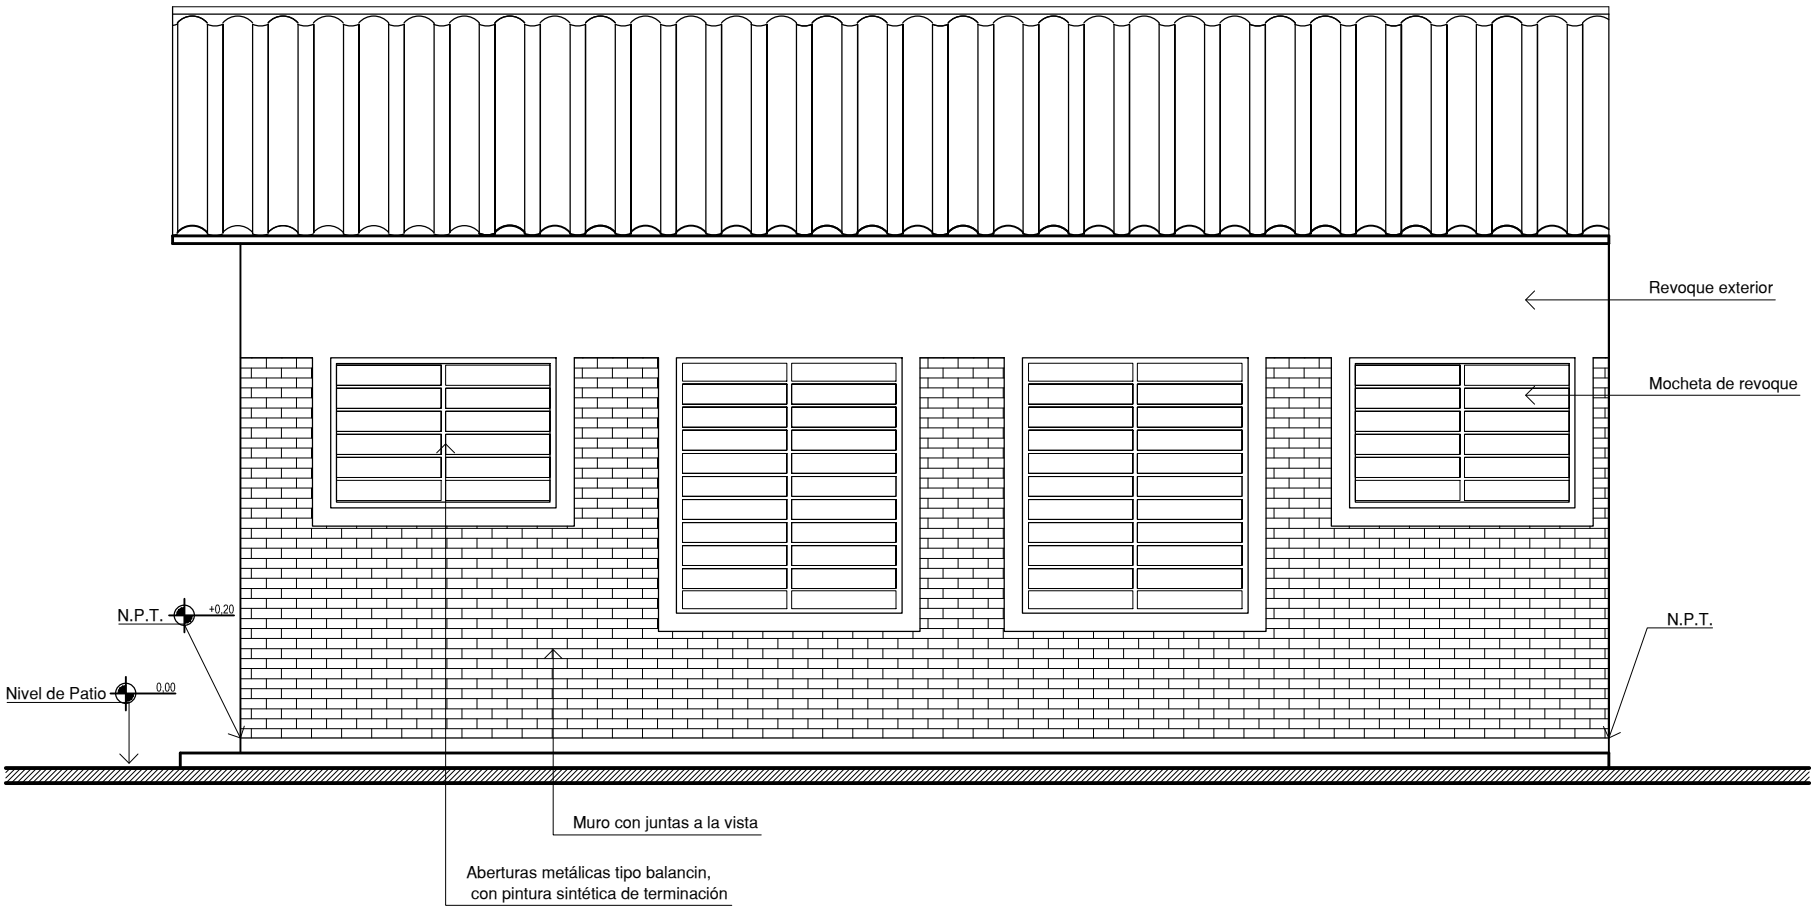 Revoque exterior
Mocheta de revoque
N.P.T.
+0,20
N.P.T.
Nivel de Patio
0,00
Muro con juntas a la vista
Aberturas metálicas tipo balancin,
con pintura sintética de terminación